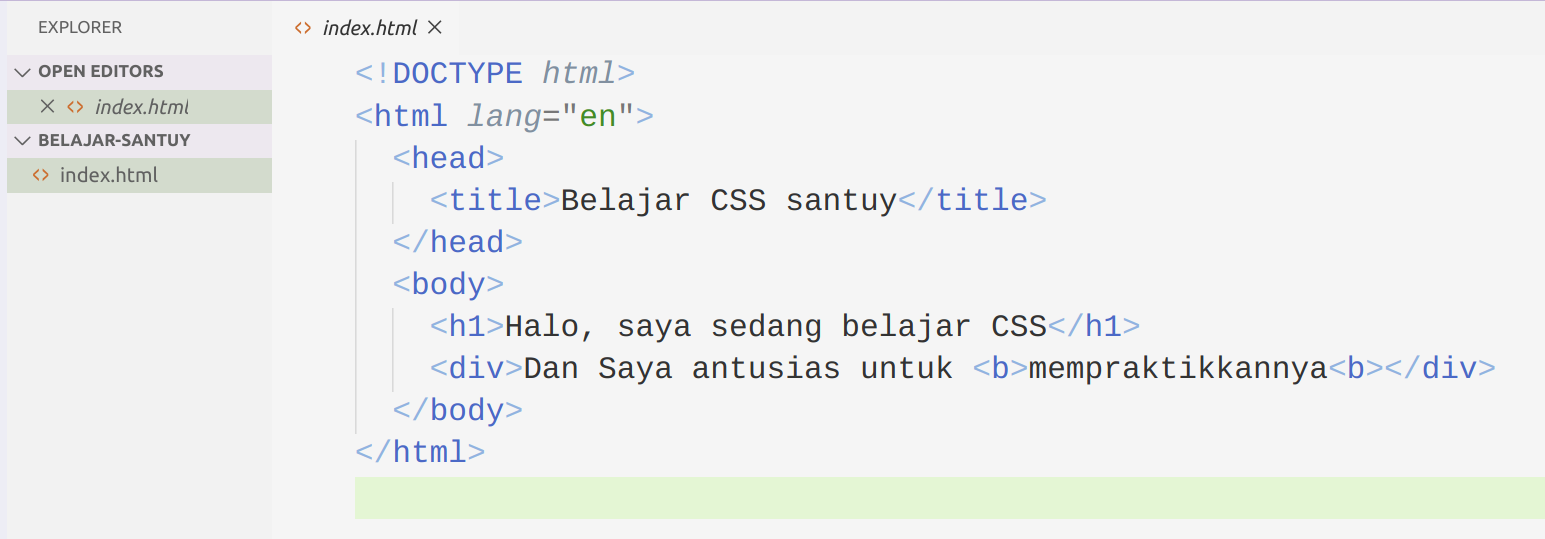 EXPLORER
OPEN EDITORS
index.html
BELAJAR-SANTUY
index.html
index.html
<!DOCTYPE html>
<html lang="en">
<head>
<title>Belajar CSS santuy</title>
</head>
<body>
<h1>Halo, saya sedang belajar CSS</h1>
<div>Dan Saya antusias untuk <b>mempraktikkannya<b></div>
</body>
</html>